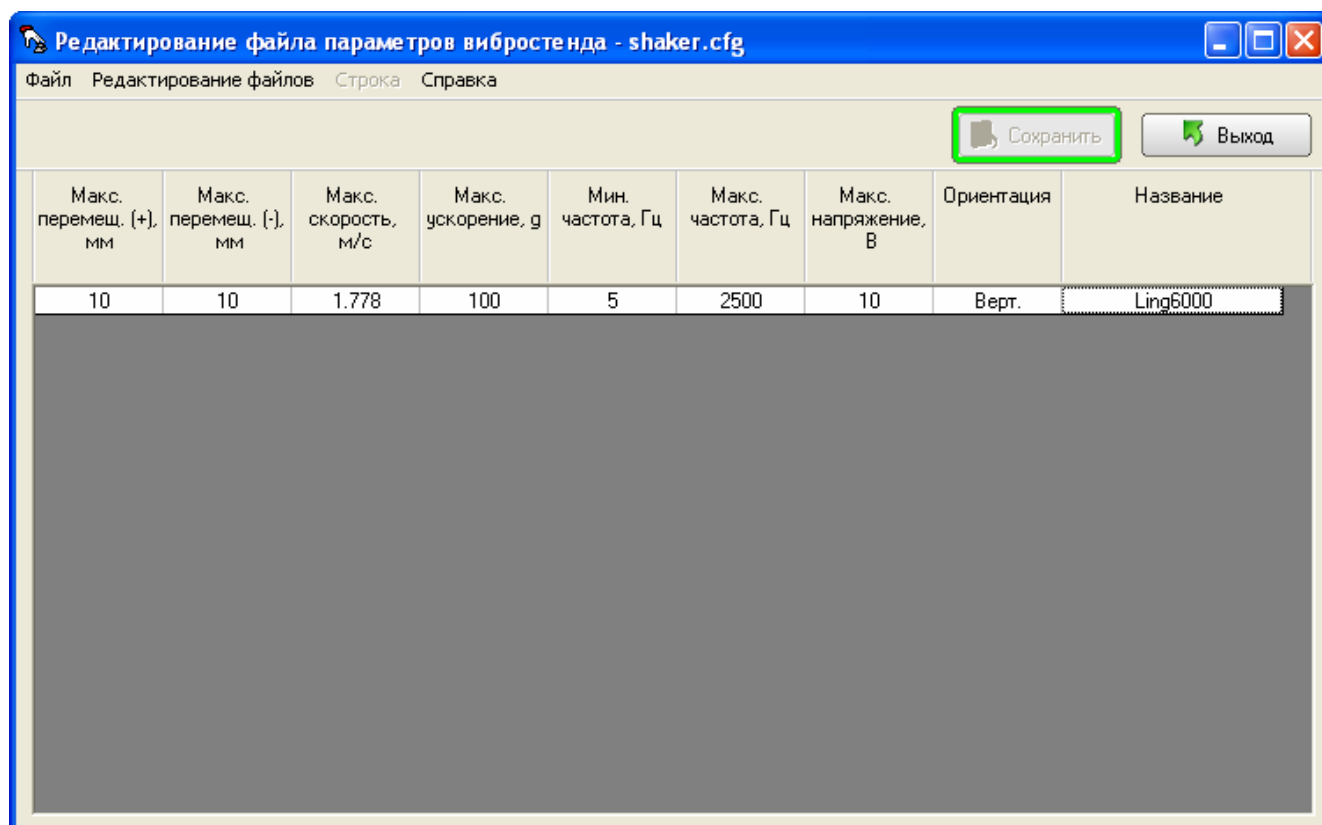 Редактирование файла параметров вибростенда - shaker.cfg
Файл Редактирование файлов Строка Справка
Сохранить Выход
Макс. перемещ. (+), мм
Макс. перемещ. (-), мм
Макс. скорость, м/с
Макс. ускорение, g
Мин. частота, Гц
Макс. частота, Гц
Макс. напряжение, В
Ориентация
Название
10 10 1.778 100 5 2500 10 Верт. Ling6000